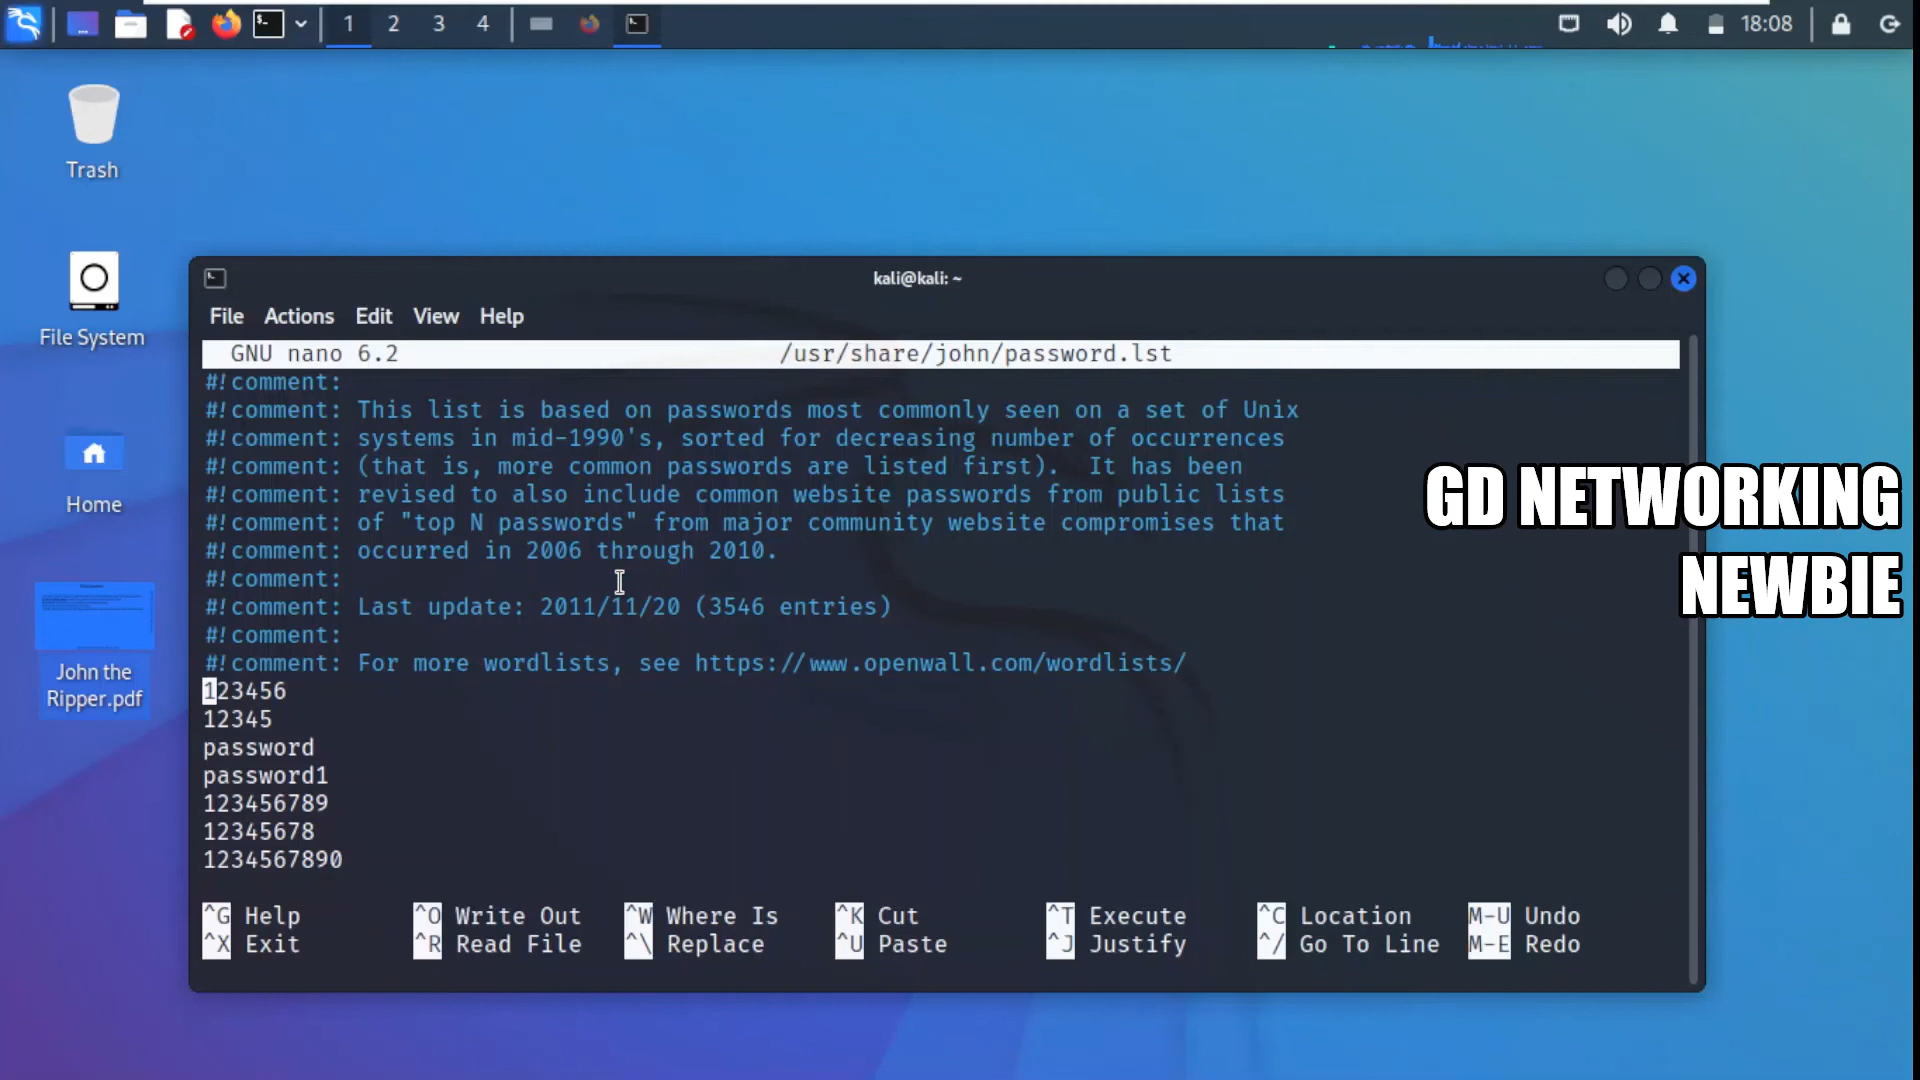 1 2 3 4 18:08
Trash
File System
Home
John the
Ripper.pdf
kali@kali: ~
File Actions Edit View Help
GNU nano 6.2 /usr/share/john/password.lst
#!comment:
#!comment: This list is based on passwords most commonly seen on a set of Unix
#!comment: systems in mid-1990's, sorted for decreasing number of occurrences
#!comment: (that is, more common passwords are listed first).  It has been
#!comment: revised to also include common website passwords from public lists
#!comment: of "top N passwords" from major community website compromises that
#!comment: occurred in 2006 through 2010.
#!comment:
#!comment: Last update: 2011/11/20 (3546 entries)
#!comment:
#!comment: For more wordlists, see https://www.openwall.com/wordlists/
123456
12345
password
password1
123456789
12345678
1234567890
^G Help ^O Write Out ^W Where Is ^K Cut ^T Execute ^C Location M-U Undo
^X Exit ^R Read File ^\ Replace ^U Paste ^J Justify ^/ Go To Line M-E Redo
GD NETWORKING
NEWBIE